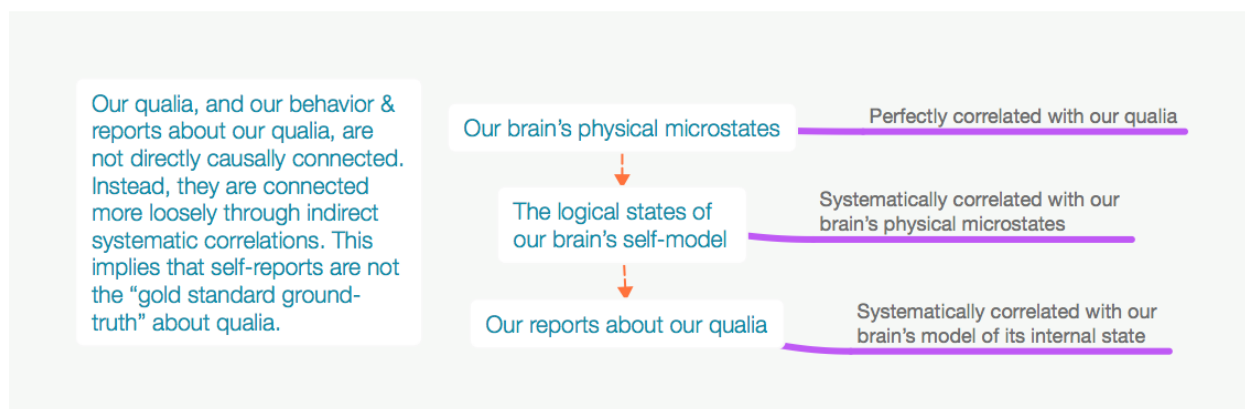 Our qualia, and our behavior &
reports about our qualia, are
not directly causally connected.
Instead, they are connected
more loosely through indirect
systematic correlations. This
implies that self-reports are not
the “gold standard ground-
truth” about qualia.
Our brain’s physical microstates
Perfectly correlated with our qualia
The logical states of
our brain’s self-model
Systematically correlated with our
brain’s physical microstates
Our reports about our qualia
Systematically correlated with our
brain’s model of its internal state